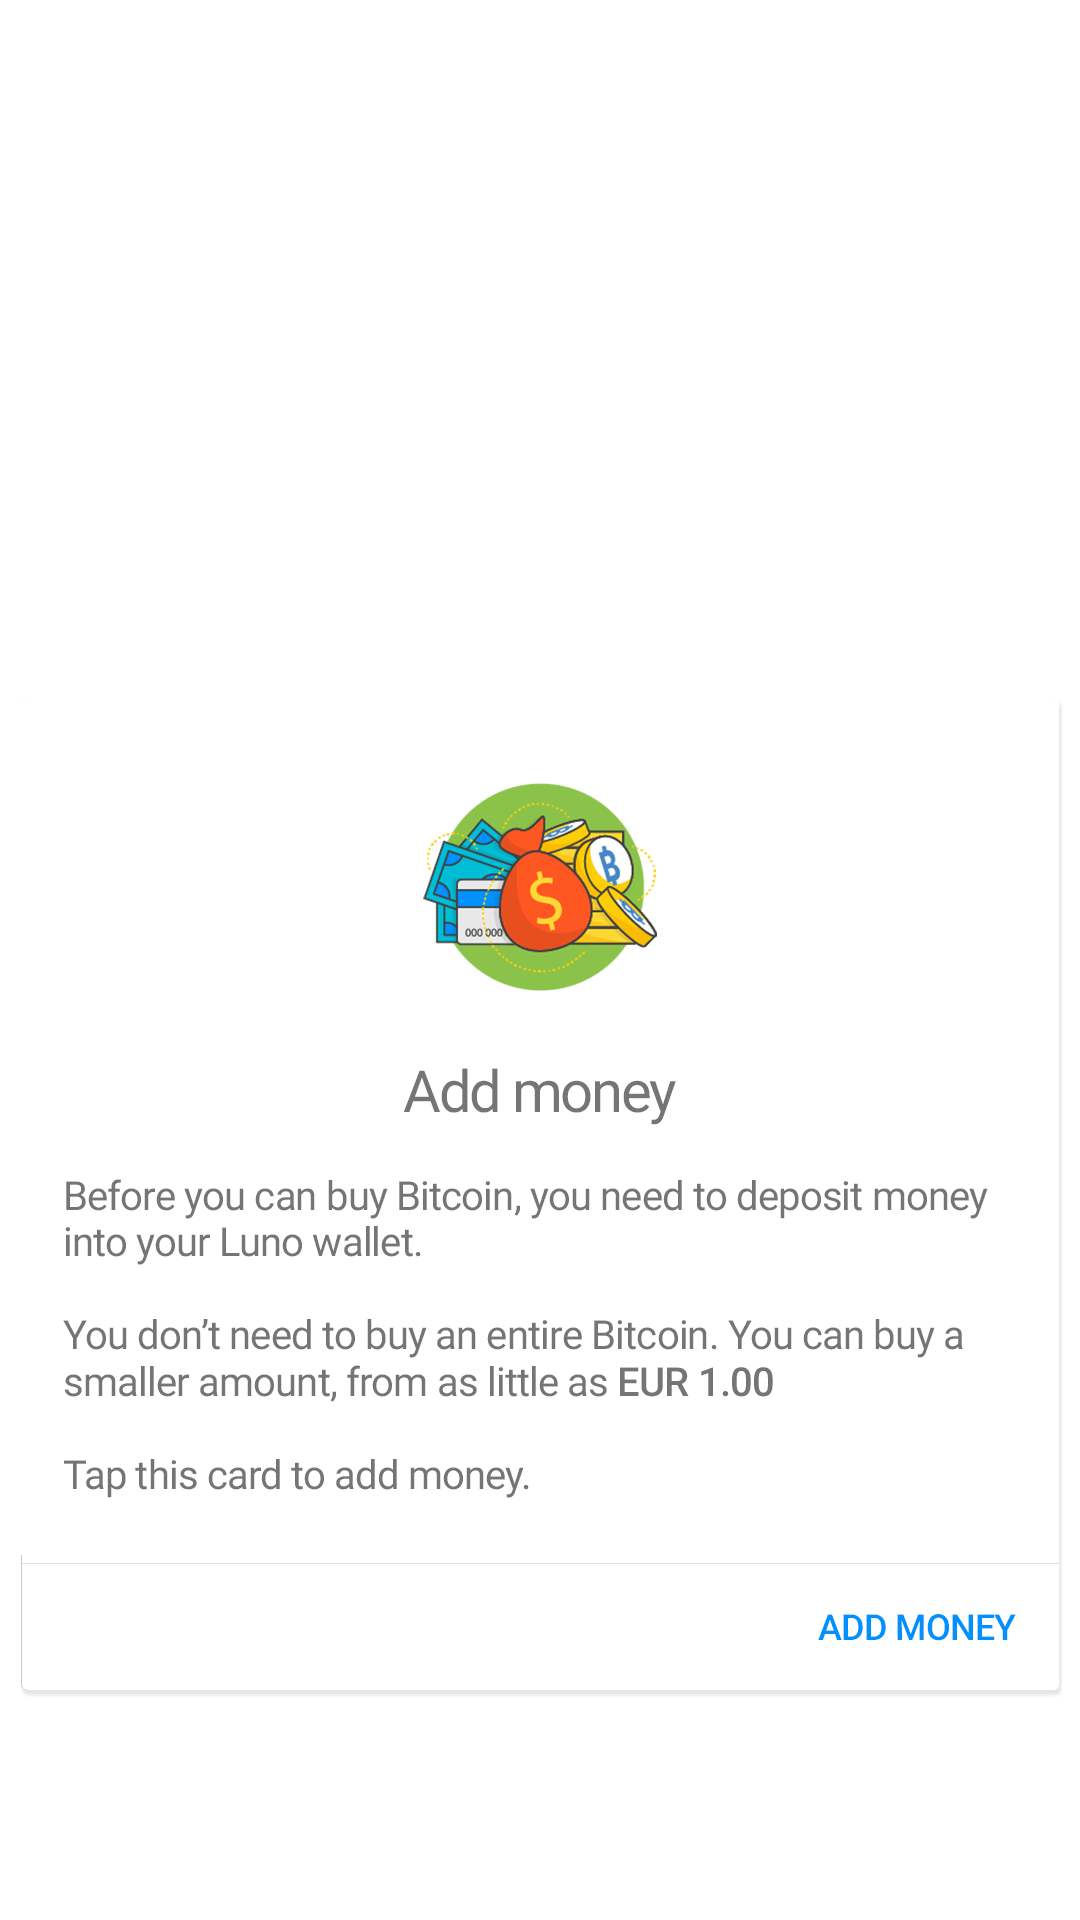 000 000
$
Add money
Before you can buy Bitcoin, you need to deposit money
into your Luno wallet.
You don’t need to buy an entire Bitcoin. You can buy a
smaller amount, from as little as EUR 1.00
Tap this card to add money.
ADD MONEY